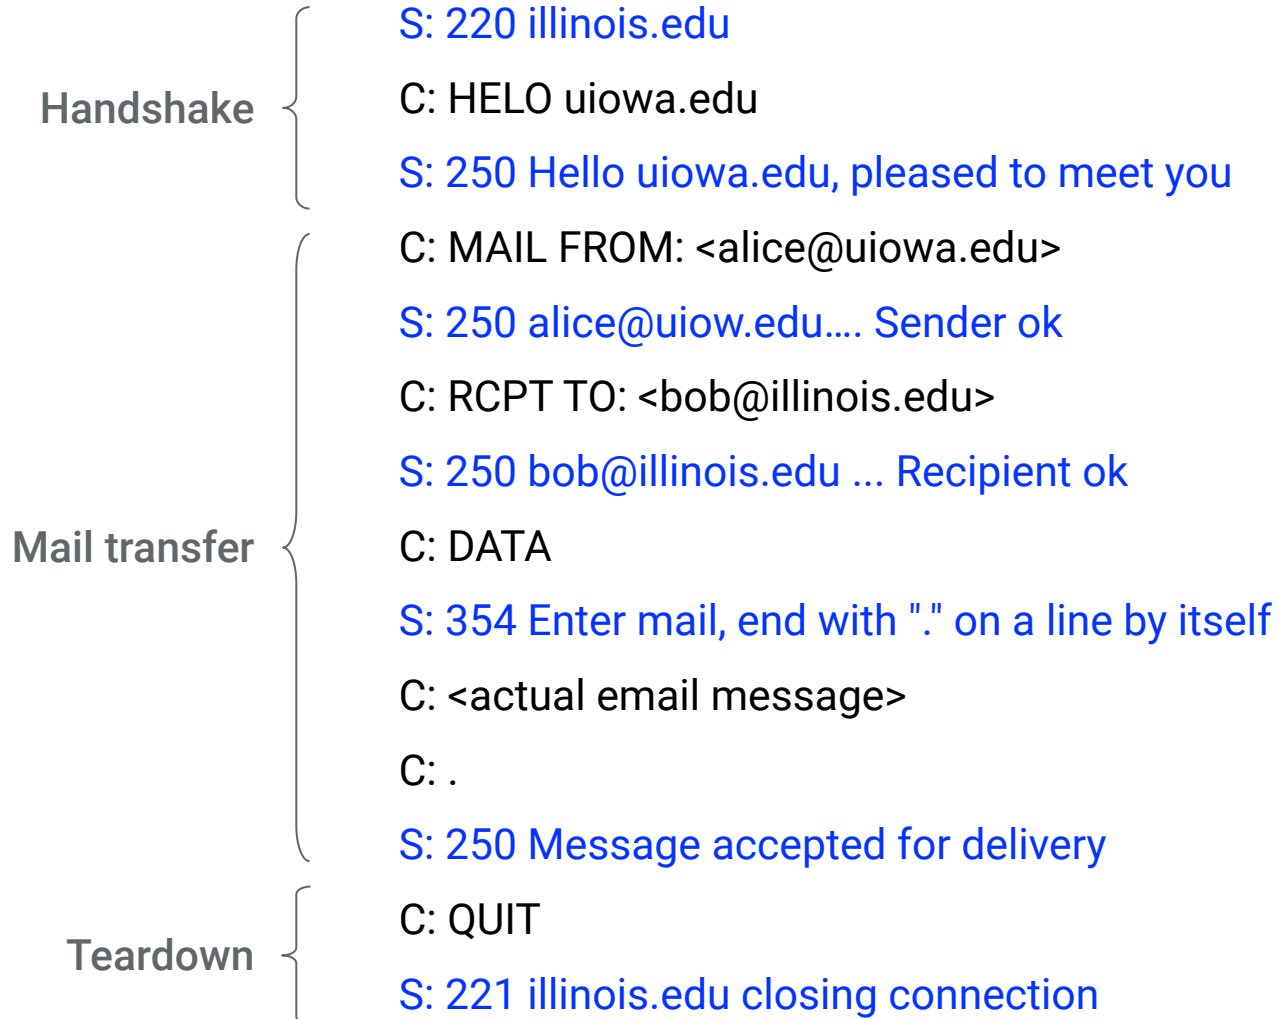 S: 220 illinois.edu
Handshake
C: HELO uiowa.edu
S: 250 Hello uiowa.edu, pleased to meet you
C: MAIL FROM: <alice@uiowa.edu>
S: 250 alice@uiow.edu…. Sender ok
C: RCPT TO: <bob@illinois.edu>
S: 250 bob@illinois.edu ... Recipient ok
Mail transfer
C: DATA
S: 354 Enter mail, end with "." on a line by itself
C: <actual email message>
C: .
S: 250 Message accepted for delivery
Teardown
C: QUIT
S: 221 illinois.edu closing connection